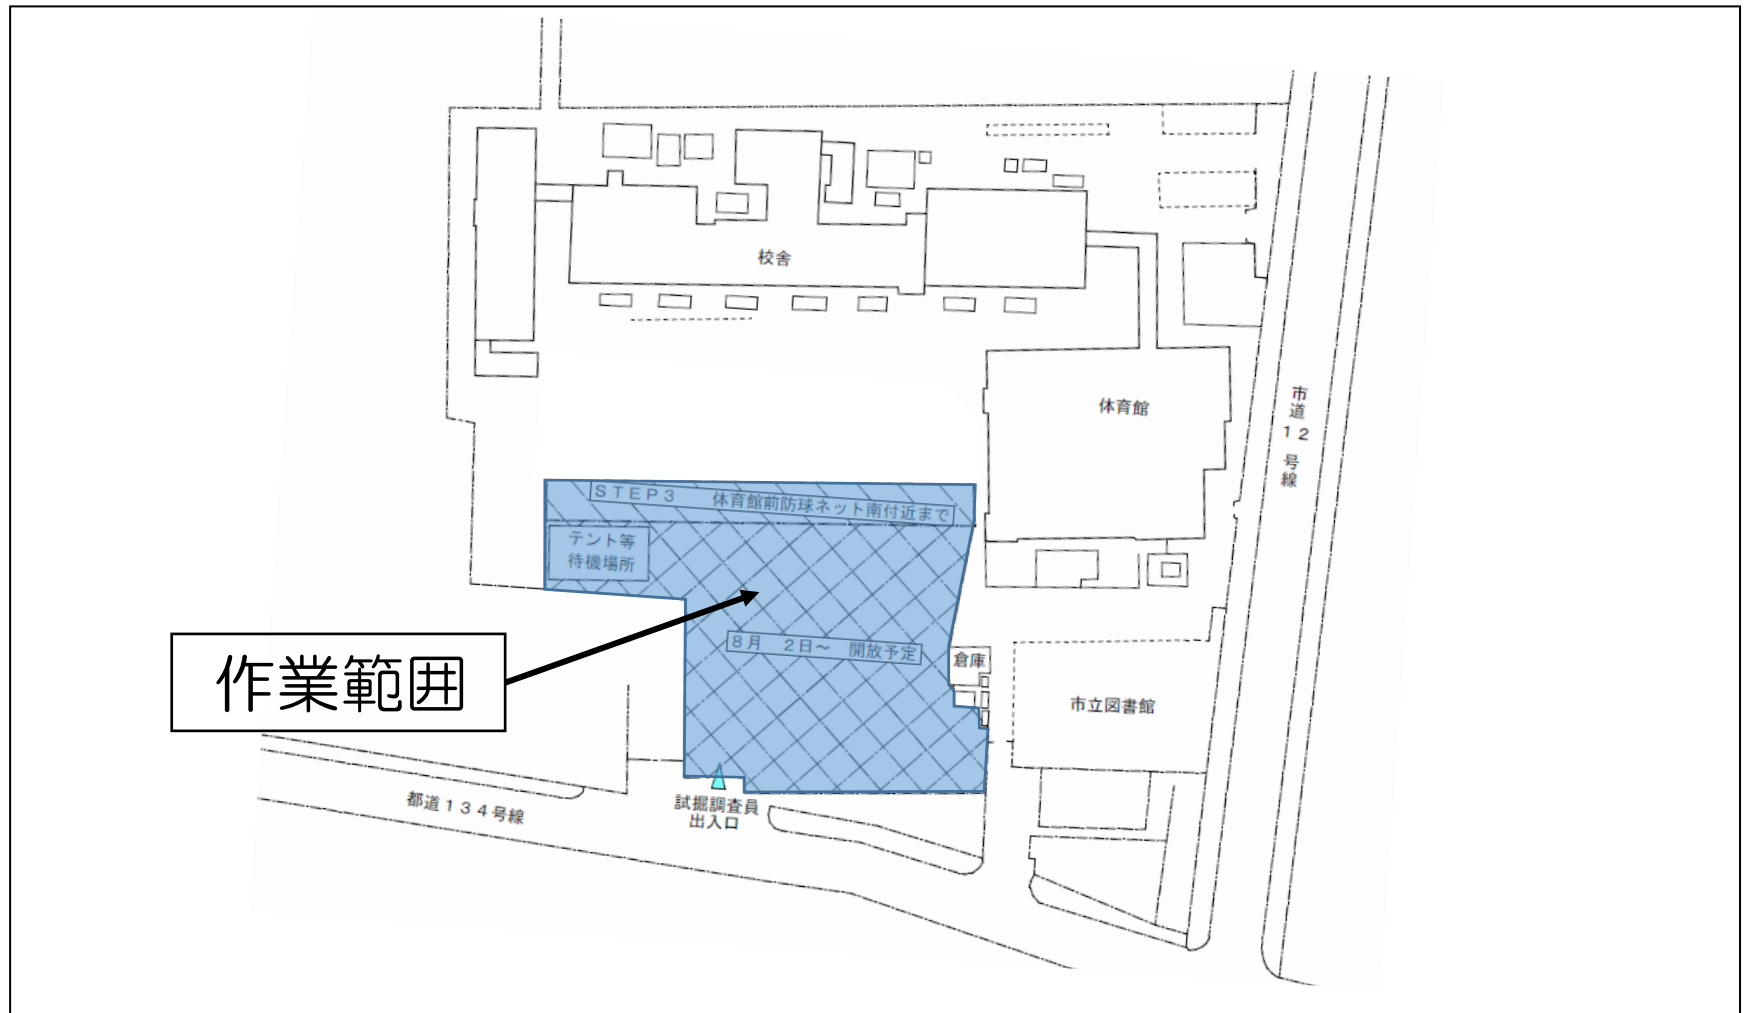 校舎
体育館
市道12号線
STEP3 体育館前防球ネット南付近まで
テント等
待機場所
8月 2日~ 開放予定
作業範囲
倉庫
市立図書館
都道134号線
試掘調査員
出入口